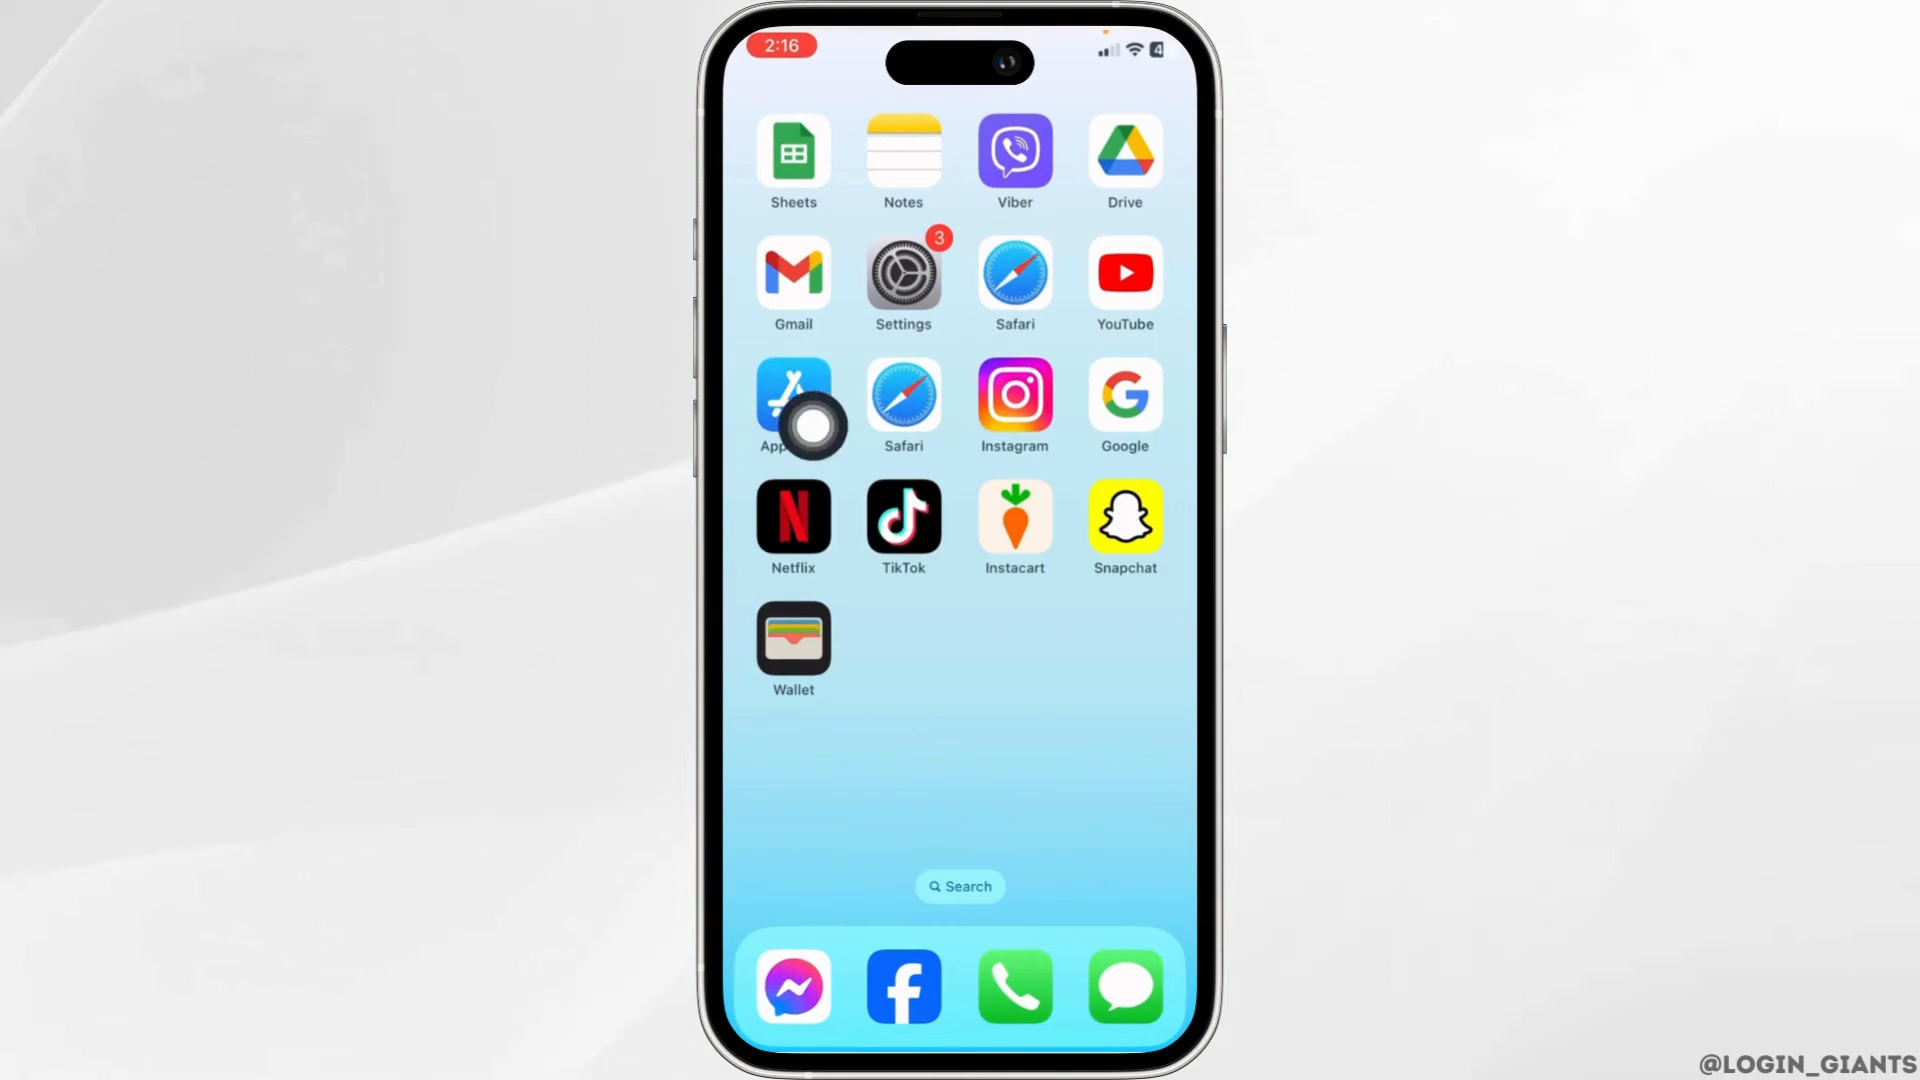 2:16
4
Sheets Notes Viber Drive
3
Gmail Settings Safari YouTube
App Safari Instagram Google
N
Netflix TikTok Instacart Snapchat
Wallet
Search
@LOGIN_GIANTS